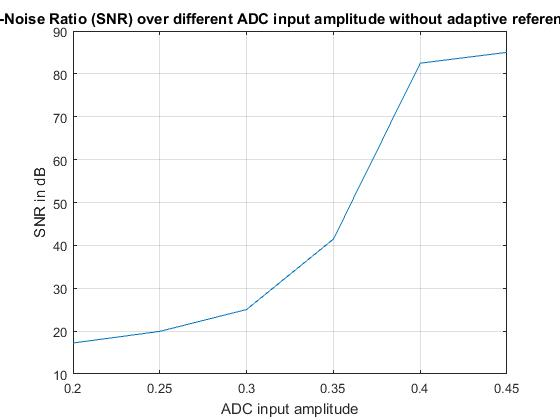 -Noise Ratio (SNR) over different ADC input amplitude without adaptive referen
90
80
70
60
50
40
30
20
10
SNR in dB
0.2 0.25 0.3 0.35 0.4 0.45
ADC input amplitude